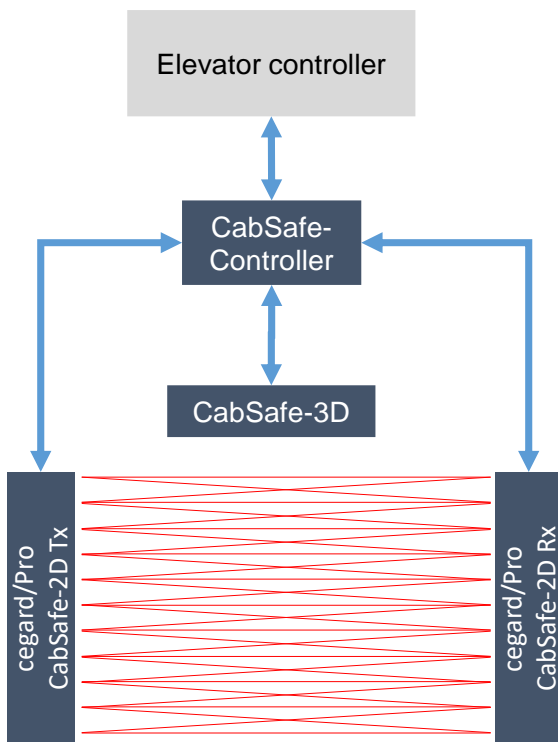 Elevator controller
CabSafe-
Controller
CabSafe-3D
cegard/Pro
CabSafe-2D Tx
cegard/Pro
CabSafe-2D Rx